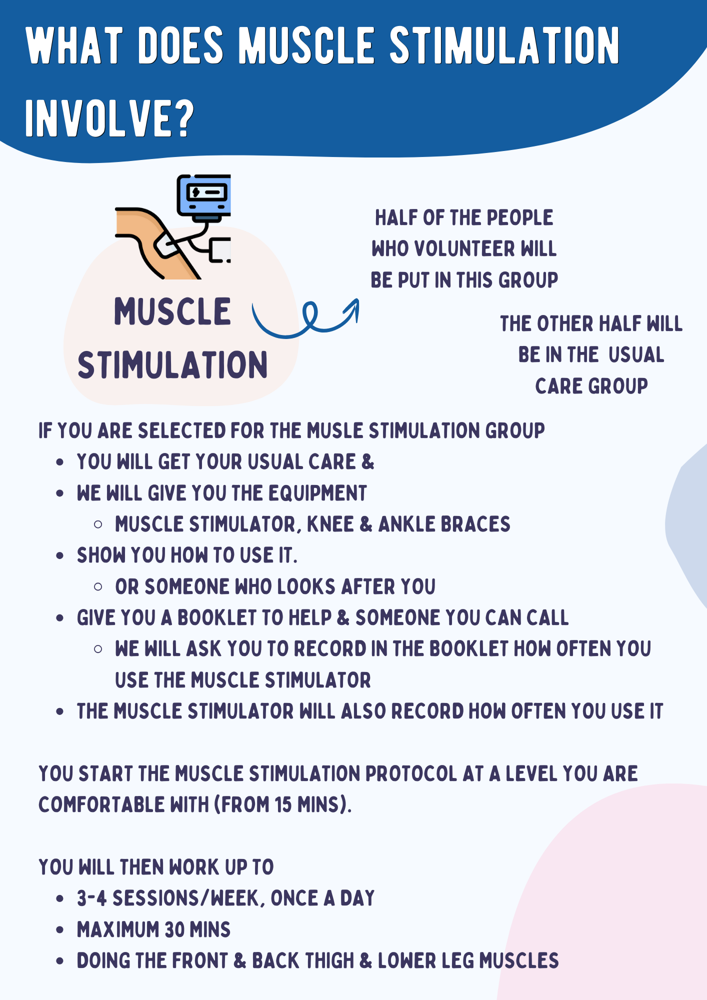 WHAT DOES MUSCLE STIMULATION
INVOLVE?
MUSCLE
STIMULATION
HALF OF THE PEOPLE
WHO VOLUNTEER WILL
BE PUT IN THIS GROUP
THE OTHER HALF WILL
BE IN THE USUAL
CARE GROUP
IF YOU ARE SELECTED FOR THE MUSLE STIMULATION GROUP
• YOU WILL GET YOUR USUAL CARE &
• WE WILL GIVE YOU THE EQUIPMENT
○ MUSCLE STIMULATOR, KNEE & ANKLE BRACES
• SHOW YOU HOW TO USE IT.
○ OR SOMEONE WHO LOOKS AFTER YOU
• GIVE YOU A BOOKLET TO HELP & SOMEONE YOU CAN CALL
○ WE WILL ASK YOU TO RECORD IN THE BOOKLET HOW OFTEN YOU
USE THE MUSCLE STIMULATOR
• THE MUSCLE STIMULATOR WILL ALSO RECORD HOW OFTEN YOU USE IT
YOU START THE MUSCLE STIMULATION PROTOCOL AT A LEVEL YOU ARE
COMFORTABLE WITH (FROM 15 MINS).
YOU WILL THEN WORK UP TO
• 3-4 SESSIONS/WEEK, ONCE A DAY
• MAXIMUM 30 MINS
• DOING THE FRONT & BACK THIGH & LOWER LEG MUSCLES